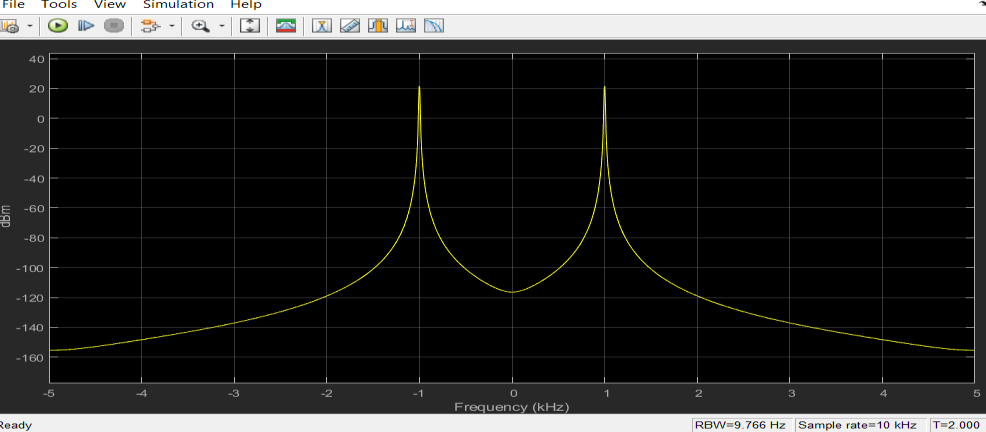 File Tools View Simulation Help
40
20
0
-20
-40
-60
-80
-100
-120
-140
-160
dBm
-5 -4 -3 -2 -1 0 1 2 3 4 5
Frequency (kHz)
Ready RBW=9.766 Hz Sample rate=10 kHz T=2.000